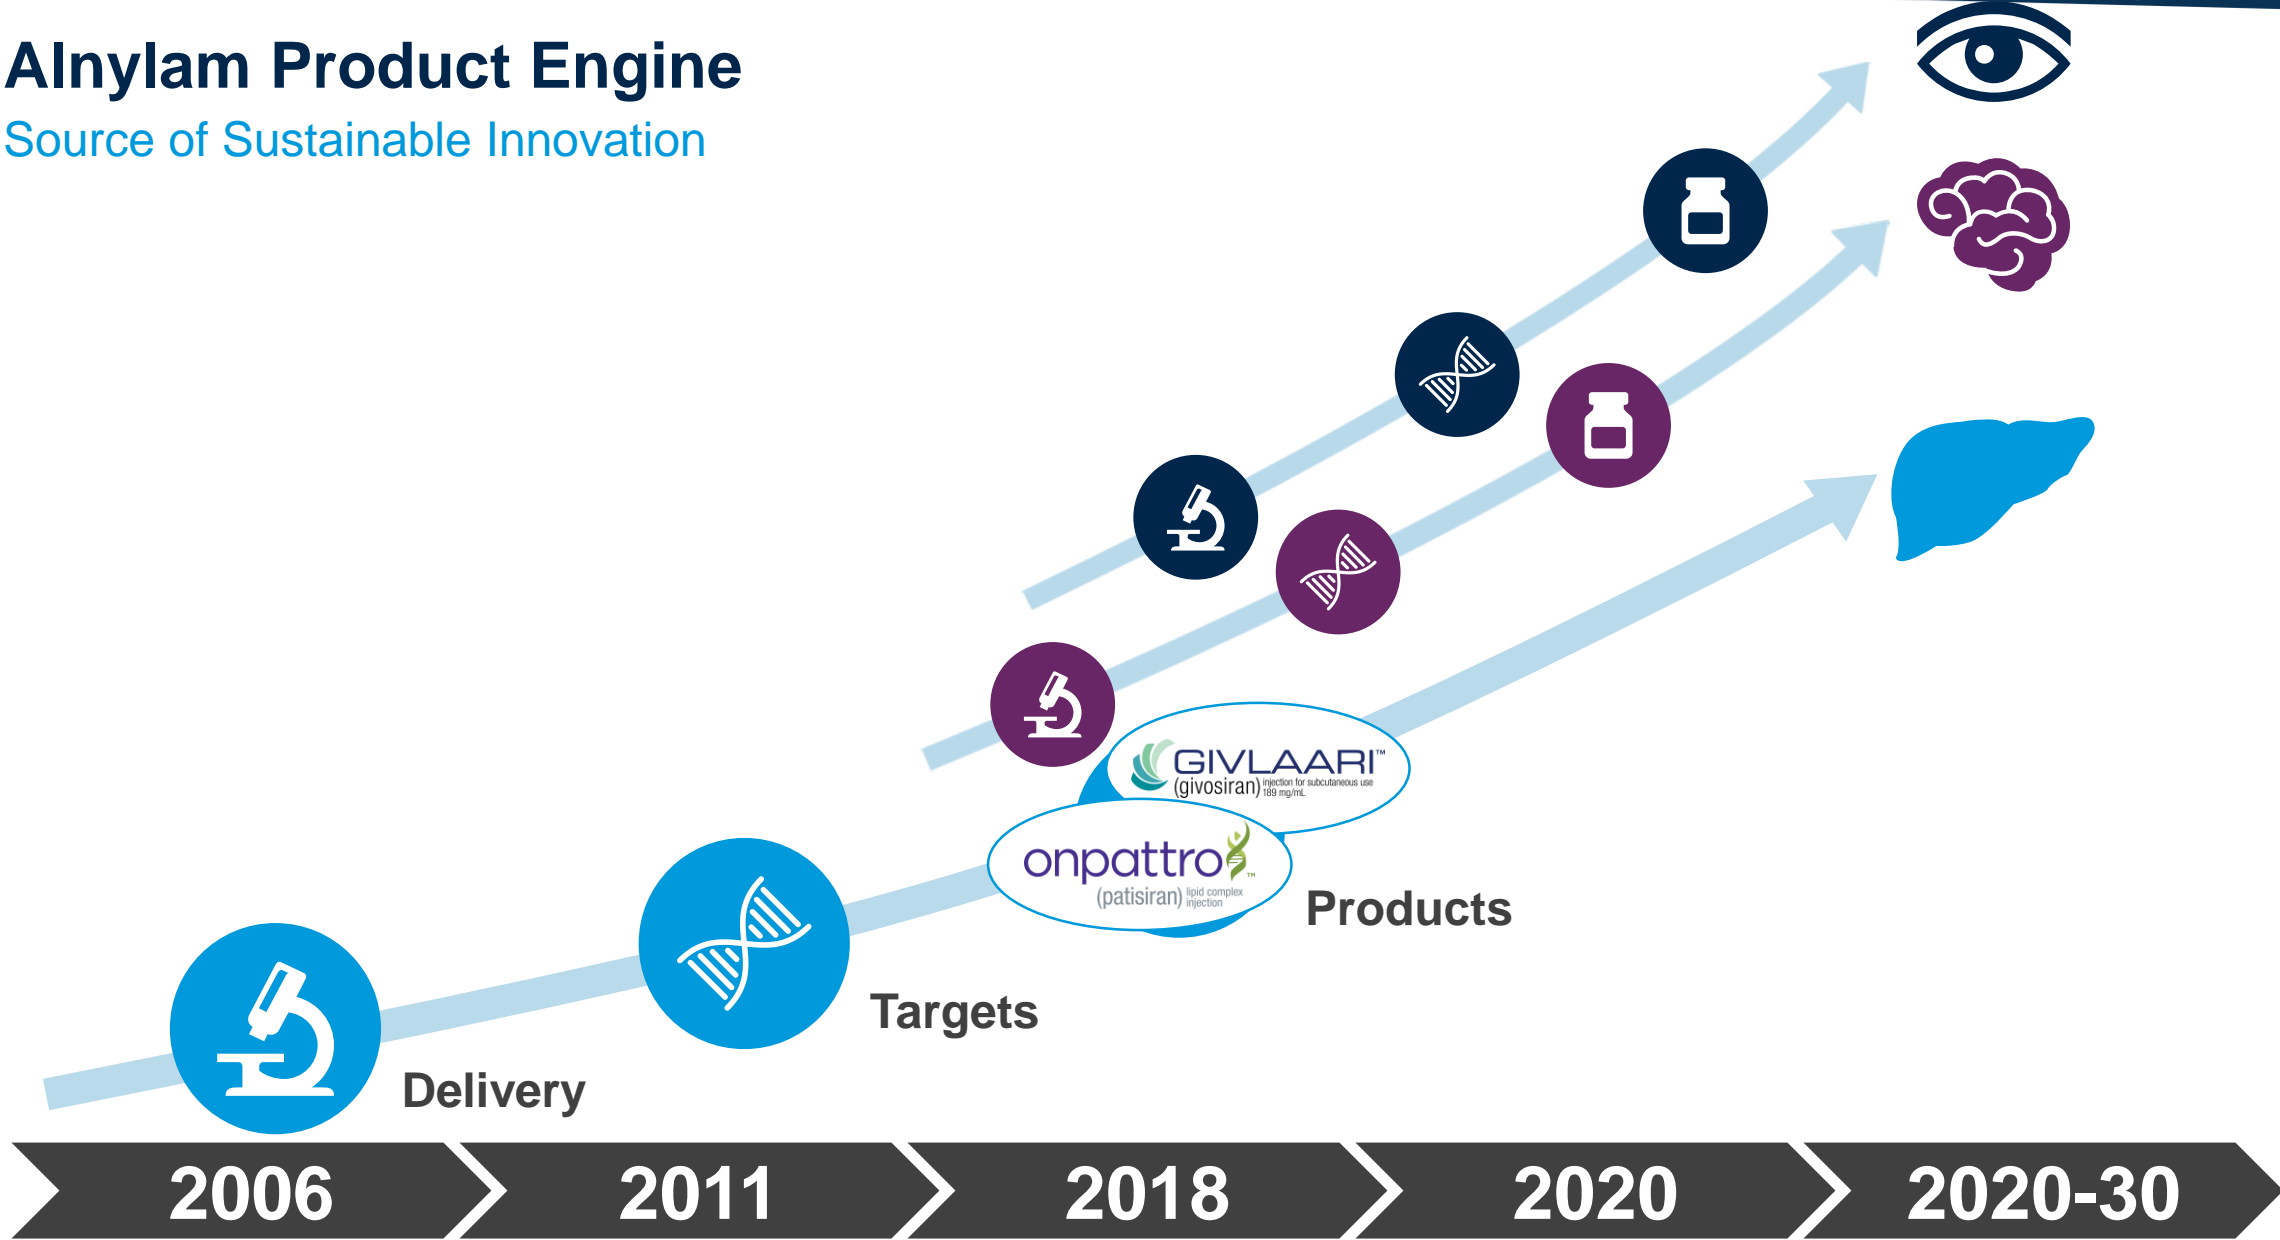 Alnylam Product Engine
Source of Sustainable Innovation
GIVLAARI™
(givosiran) injection for subcutaneous use
189 mg/mL
onpattro™
(patisiran) lipid complex
injection
Products
Targets
Delivery
2006 2011 2018 2020 2020-30